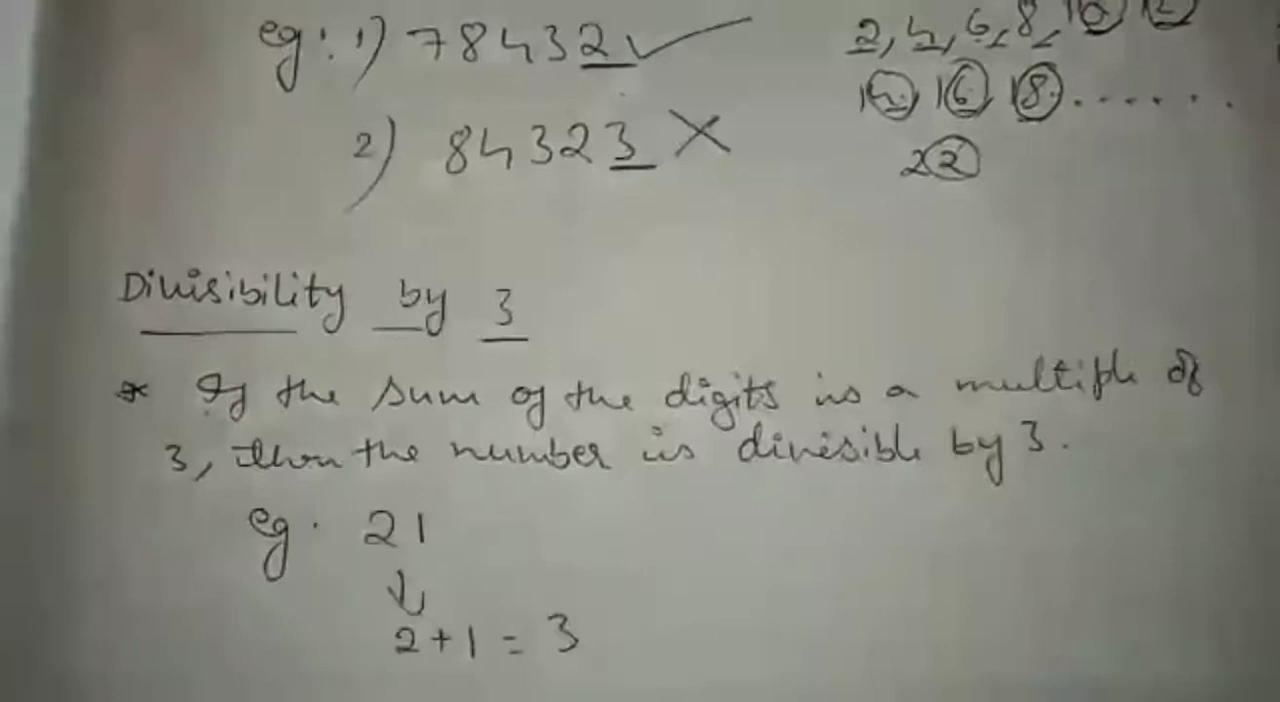 eg: 1) 78432 ✓
2, 4, 6, 8, 10, 12
14, 16, 18 . . . . . .
2) 84323 X
22
Divisibility by 3
* If the sum of the digits is a multiple of
3, then the number is divisible by 3.
eg. 21
↓
2 + 1 = 3